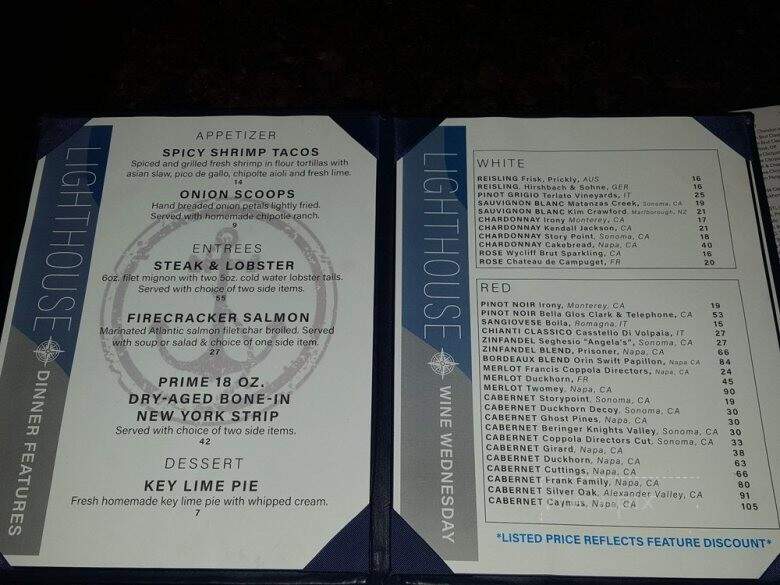 LIGHTHOUSE
DINNER FEATURES
APPETIZER
SPICY SHRIMP TACOS
Spiced and grilled fresh shrimp in flour tortillas with
asian slaw, pico de gallo, chipolte aioli and fresh lime.
14
ONION SCOOPS
Hand breaded onion petals lightly fried.
Served with homemade chipotle ranch.
9
ENTREES
STEAK & LOBSTER
6oz. filet mignon with two 5oz. cold water lobster tails.
Served with choice of two side items.
55
FIRECRACKER SALMON
Marinated Atlantic salmon filet char broiled. Served
with soup or salad & choice of one side item.
27
PRIME 18 OZ.
DRY-AGED BONE-IN
NEW YORK STRIP
Served with choice of two side items.
42
DESSERT
KEY LIME PIE
Fresh homemade key lime pie with whipped cream.
7
LIGHTHOUSE
WINE WEDNESDAY
WHITE
REISLING Frisk, Prickly, AUS 16
REISLING, Hirshbach & Sohne, GER 16
PINOT GRIGIO Terlato Vineyards, IT 25
SAUVIGNON BLANC Matanzas Creek, Sonoma, CA 19
SAUVIGNON BLANC Kim Crawford, Marlborough, NZ 21
CHARDONNAY Irony Monterey, CA 17
CHARDONNAY Kendall Jackson, CA 21
CHARDONNAY Story Point, Sonoma, CA 18
CHARDONNAY Cakebread, Napa, CA 40
ROSE Wycliff Brut Sparkling, CA 16
ROSE Chateau de Campuget, FR 20
RED
PINOT NOIR Irony, Monterey, CA 19
PINOT NOIR Bella Glos Clark & Telephone, CA 53
SANGIOVESE Bolla, Romagna, IT 15
CHIANTI CLASSICO Casstello Di Volpaia, IT 27
ZINFANDEL Seghesio "Angela's", Sonoma, CA 27
ZINFANDEL BLEND, Prisoner, Napa, CA 66
BORDEAUX BLEND Orin Swift Papillon, Napa CA 84
MERLOT Francis Coppola Directors, Napa, CA 24
MERLOT Duckhorn, FR 45
MERLOT Twomey, Napa, CA 90
CABERNET Storypoint, Sonoma, CA 19
CABERNET Duckhorn Decoy, Sonoma, CA 30
CABERNET Ghost Pines, Napa, CA 30
CABERNET Beringer Knights Valley, Sonoma, CA 30
CABERNET Coppola Directors Cut, Sonoma, CA 33
CABERNET Girard, Napa, CA 38
CABERNET Duckhorn, Napa, CA 63
CABERNET Cuttings, Napa, CA 66
CABERNET Frank Family, Napa, CA 80
CABERNET Silver Oak, Alexander Valley, CA 91
CABERNET Caymus, Napa, CA 105
*LISTED PRICE REFLECTS FEATURE DISCOUNT*